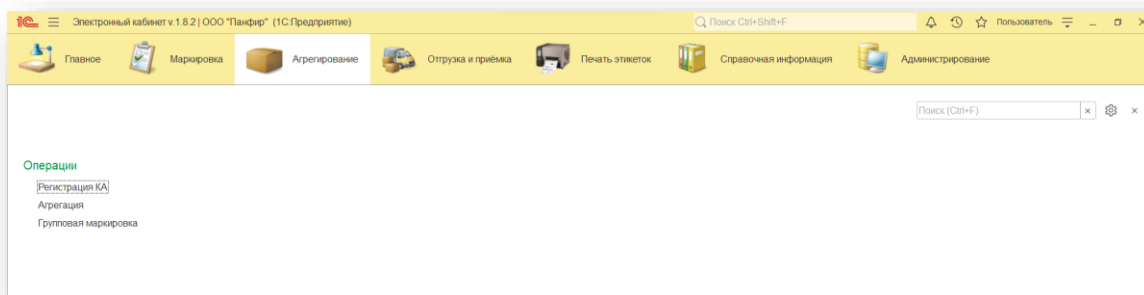 1С Электронный кабинет v.1.8.2 | ООО "Панфир" (1С:Предприятие) Поиск Ctrl+Shift+F Пользователь
Главное Маркировка Агрегирование Отгрузка и приёмка Печать этикеток Справочная информация Администрирование
Поиск (Ctrl+F)
Операции
Регистрация КА
Агрегация
Групповая маркировка